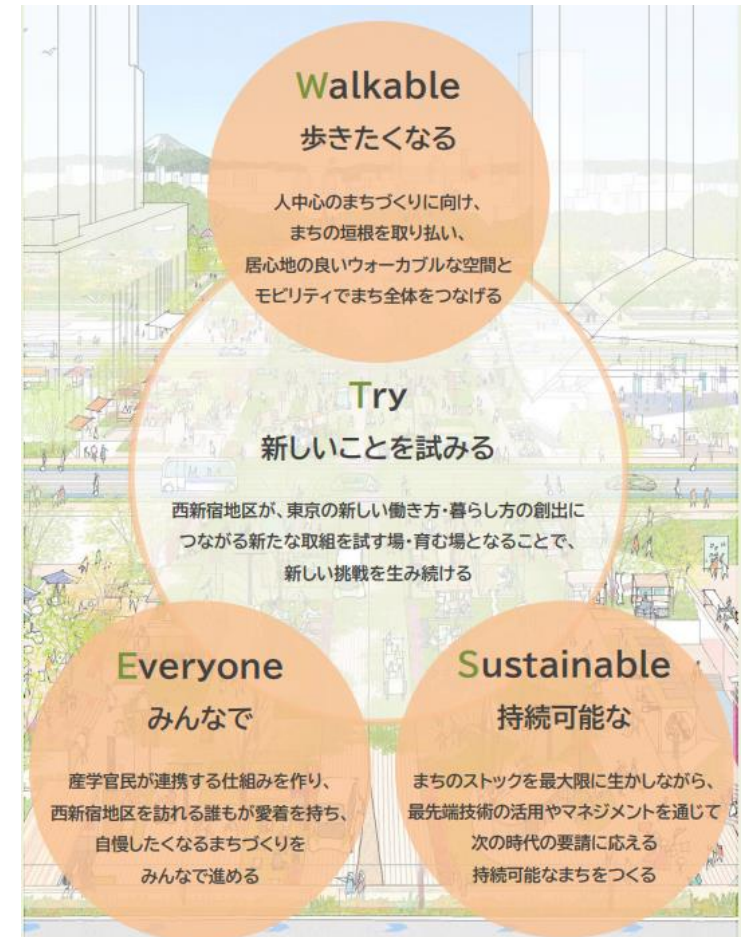 Walkable
歩きたくなる
人中心のまちづくりに向け、
まちの垣根を取り払い、
居心地の良いウォーカブルな空間と
モビリティでまち全体をつなげる
Try
新しいことを試みる
西新宿地区が、東京の新しい働き方・暮らし方の創出に
つながる新たな取組を試す場・育む場となることで、
新しい挑戦を生み続ける
Everyone
みんなで
産学官民が連携する仕組みを作り、
西新宿地区を訪れる誰もが愛着を持ち、
自慢したくなるまちづくりを
みんなで進める
Sustainable
持続可能な
まちのストックを最大限に生かしながら、
最先端技術の活用やマネジメントを通じて
次の時代の要請に応える
持続可能なまちをつくる